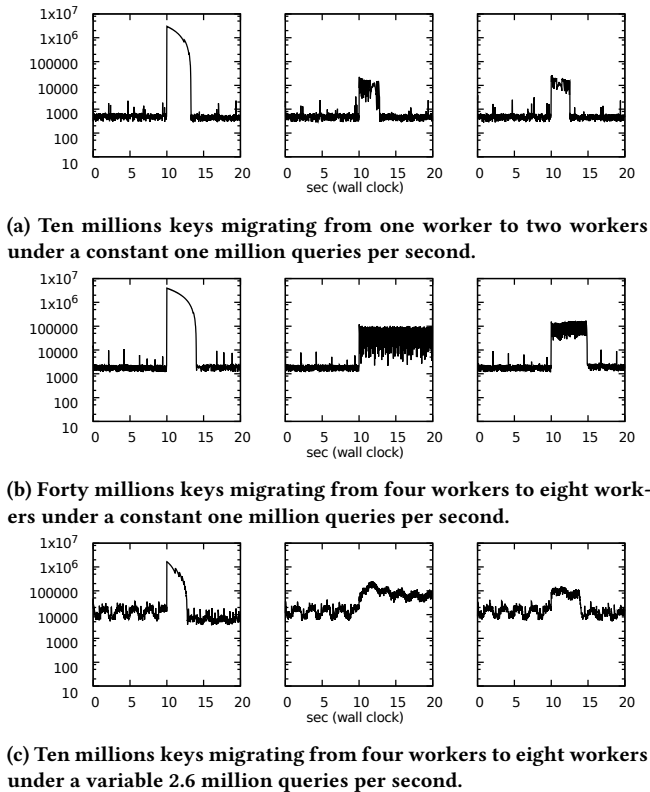 1x10^7
1x10^6
100000
10000
1000
100
10
0 5 10 15 20 0 5 10 15 20 0 5 10 15 20
sec (wall clock)
(a) Ten millions keys migrating from one worker to two workers
under a constant one million queries per second.
1x10^7
1x10^6
100000
10000
1000
100
10
0 5 10 15 20 0 5 10 15 20 0 5 10 15 20
sec (wall clock)
(b) Forty millions keys migrating from four workers to eight work-
ers under a constant one million queries per second.
1x10^7
1x10^6
100000
10000
1000
100
10
0 5 10 15 20 0 5 10 15 20 0 5 10 15 20
sec (wall clock)
(c) Ten millions keys migrating from four workers to eight workers
under a variable 2.6 million queries per second.